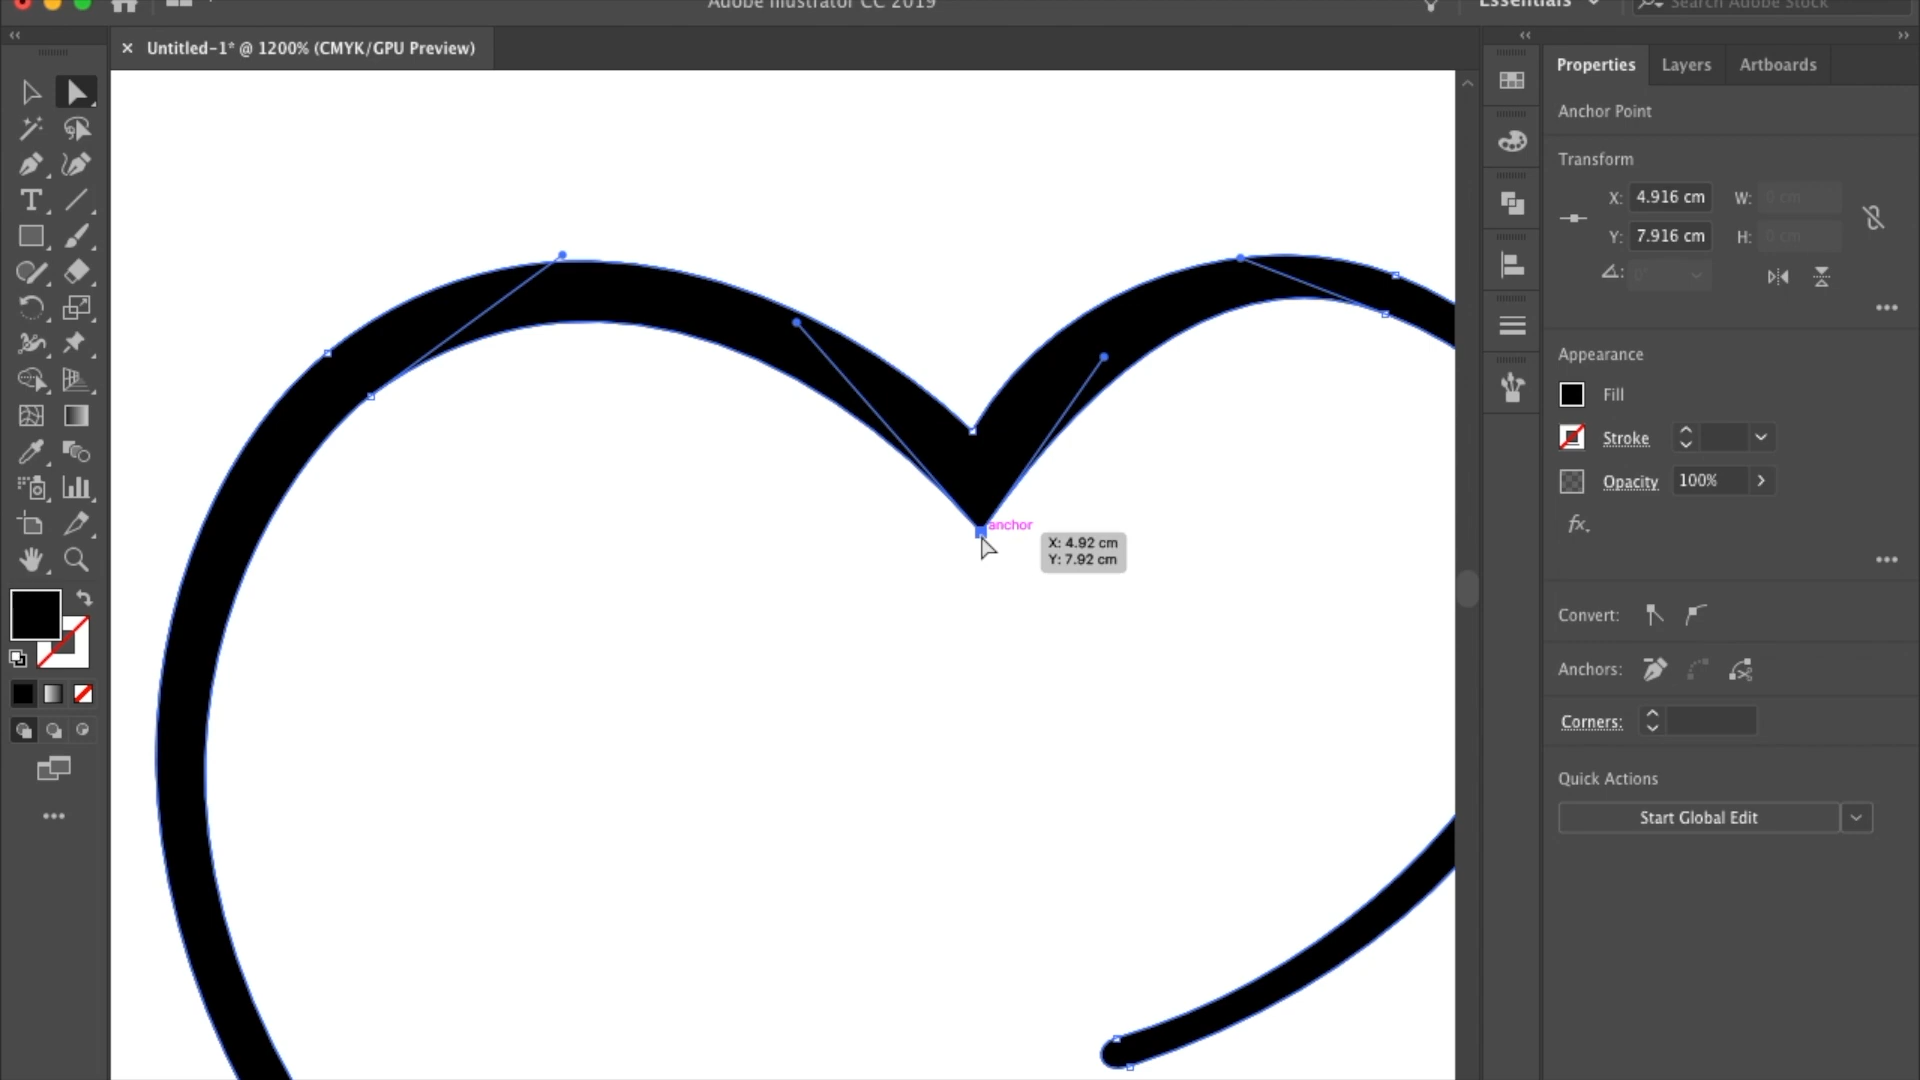 Adobe Illustrator CC 2019
Essentials
Search Adobe Stock
Untitled-1* @ 1200% (CMYK/GPU Preview)
Properties
Layers
Artboards
Anchor Point
Transform
X: 4.916 cm
W: 0 cm
Y: 7.916 cm
H: 0 cm
0°
Appearance
Fill
Stroke
Opacity
100%
fx.
Convert:
Anchors:
Corners:
Quick Actions
Start Global Edit
anchor
X: 4.92 cm
Y: 7.92 cm